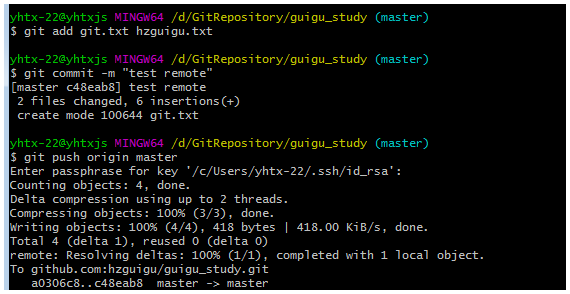 yhtx-22@yhtxjs MINGW64 /d/GitRepository/guigu_study (master)
$ git add git.txt hzguigu.txt
yhtx-22@yhtxjs MINGW64 /d/GitRepository/guigu_study (master)
$ git commit -m "test remote"
[master c48eab8] test remote
 2 files changed, 6 insertions(+)
 create mode 100644 git.txt
yhtx-22@yhtxjs MINGW64 /d/GitRepository/guigu_study (master)
$ git push origin master
Enter passphrase for key '/c/Users/yhtx-22/.ssh/id_rsa':
Counting objects: 4, done.
Delta compression using up to 2 threads.
Compressing objects: 100% (3/3), done.
Writing objects: 100% (4/4), 418 bytes | 418.00 KiB/s, done.
Total 4 (delta 1), reused 0 (delta 0)
remote: Resolving deltas: 100% (1/1), completed with 1 local object.
To github.com:hzguigu/guigu_study.git
   a0306c8..c48eab8  master -> master